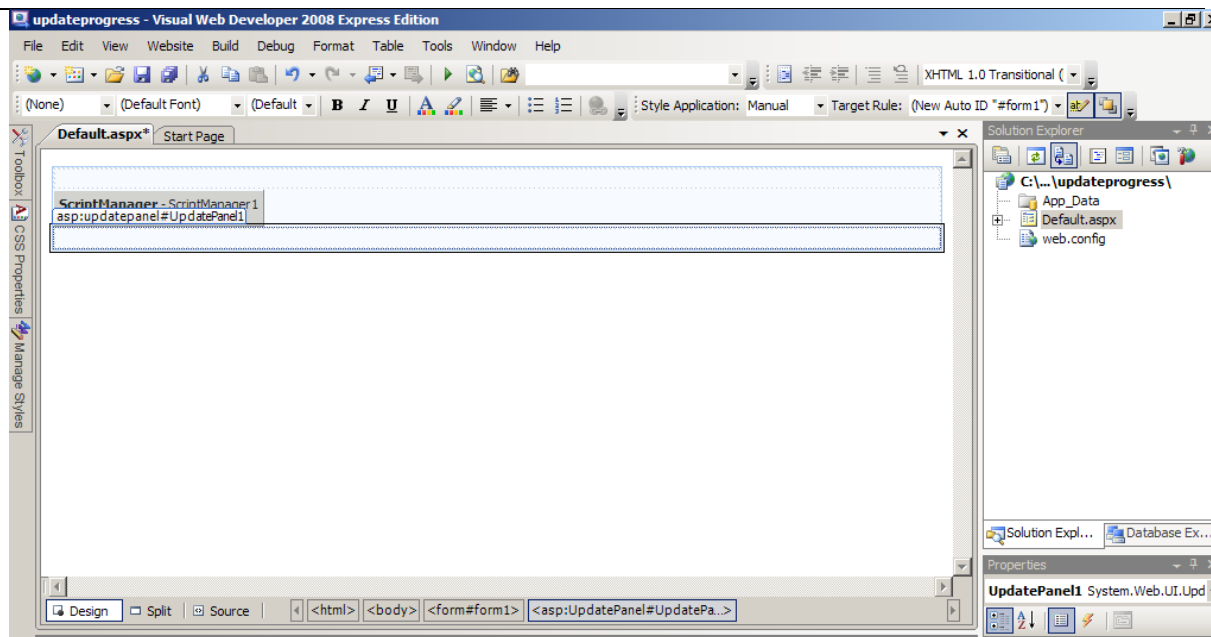 updateprogress - Visual Web Developer 2008 Express Edition
File Edit View Website Build Debug Format Table Tools Window Help
XHTML 1.0 Transitional (
(None) (Default Font) (Default B I U A Style Application: Manual Target Rule: (New Auto ID "#form1") ab/
Default.aspx* Start Page
Toolbox
CSS Properties
Manage Styles
ScriptManager - ScriptManager1
asp:updatepanel#UpdatePanel1
Design Split Source <html> <body> <form#form1> <asp:UpdatePanel#UpdatePa...>
Solution Explorer
C:\...\updateprogress\
App_Data
Default.aspx
web.config
Solution Expl... Database Ex...
Properties
UpdatePanel1 System.Web.UI.Upd